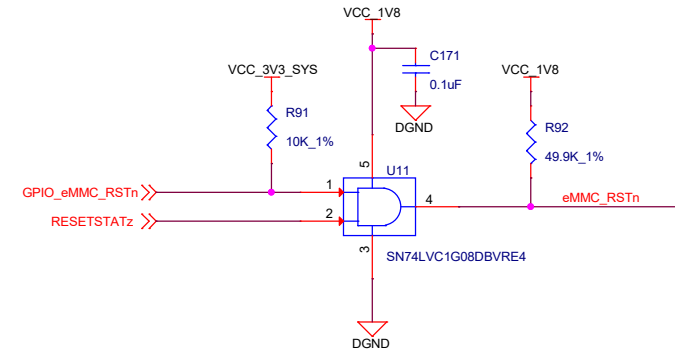 VCC_1V8
C171
0.1uF
DGND
VCC_3V3_SYS
R91
10K_1%
VCC_1V8
R92
49.9K_1%
5
U11
GPIO_eMMC_RSTn
1
4
eMMC_RSTn
RESETSTATz
2
3
SN74LVC1G08DBVRE4
DGND